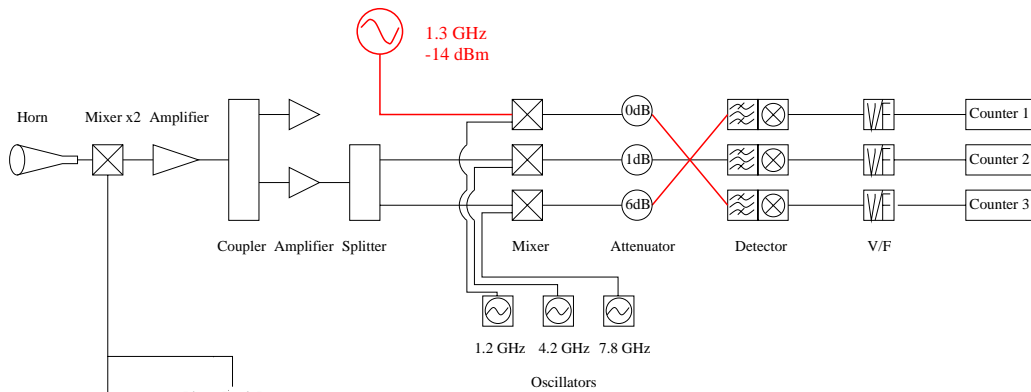 1.3 GHz
-14 dBm
Horn
Mixer x2
Amplifier
0dB
Counter 1
1dB
Counter 2
6dB
Counter 3
Coupler
Amplifier
Splitter
Mixer
Attenuator
Detector
V/F
1.2 GHz
4.2 GHz
7.8 GHz
Oscillators